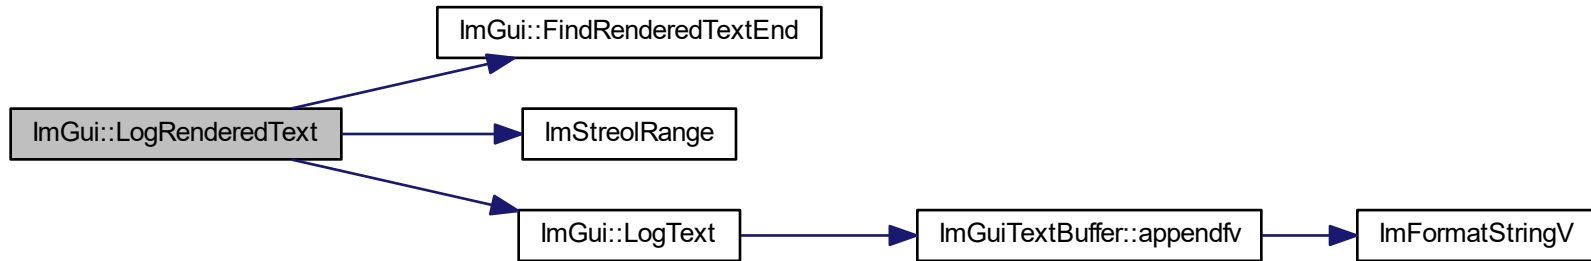 ImGui::FindRenderedTextEnd
ImGui::LogRenderedText
ImStreolRange
ImGui::LogText
ImGuiTextBuffer::appendfv
ImFormatStringV